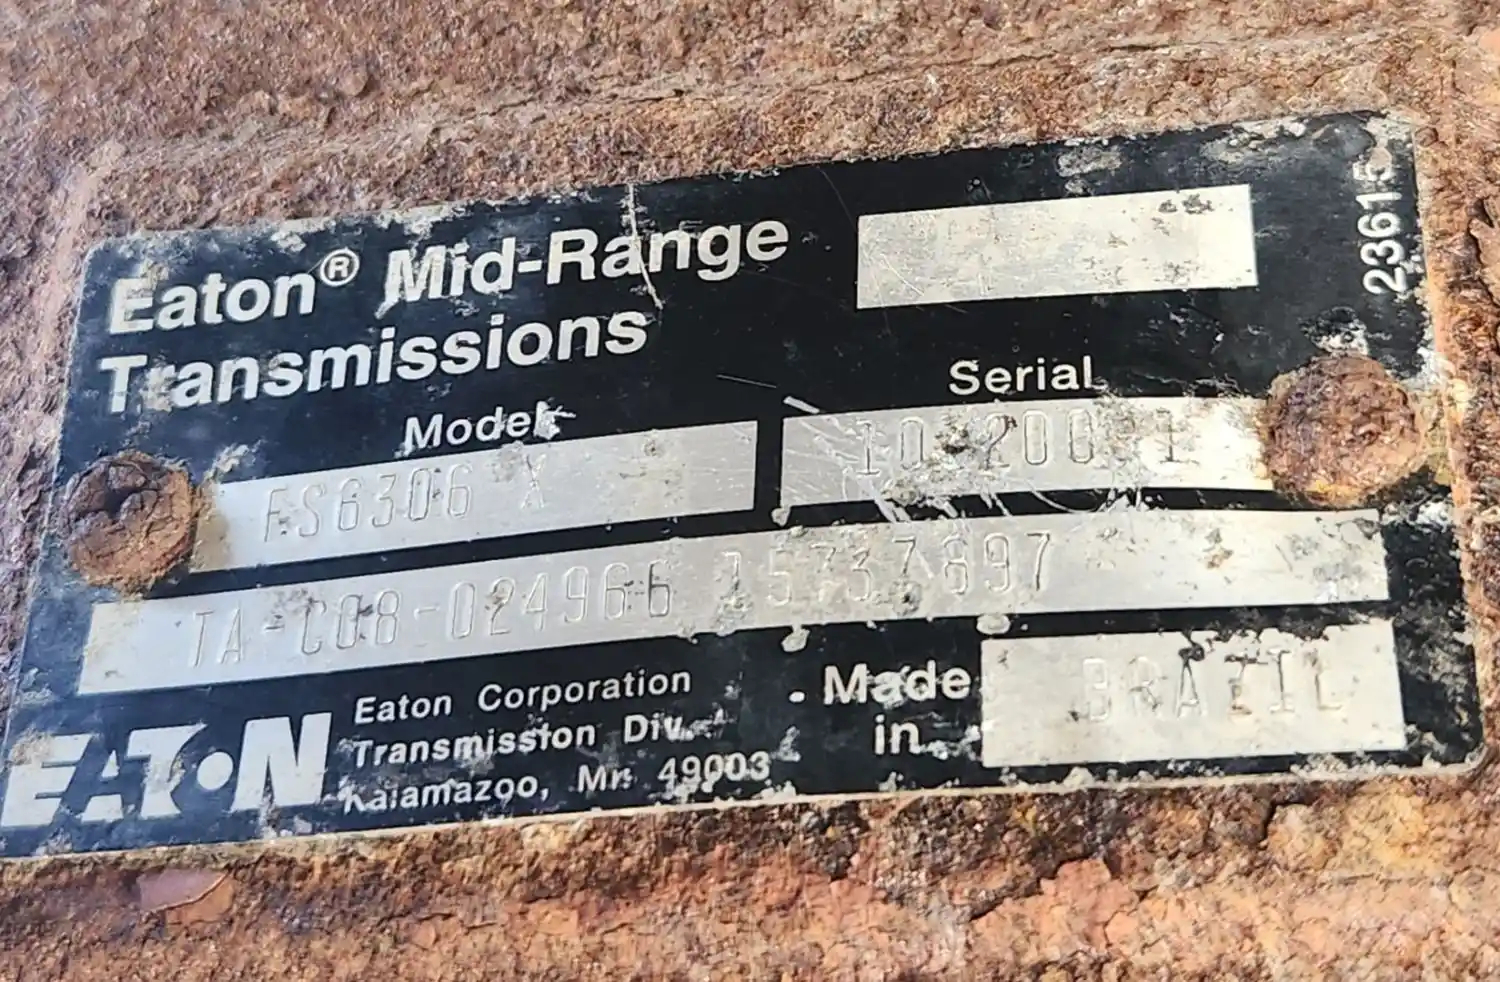 Eaton® Mid-Range
Transmissions
23615
Model
Serial
FS6306 X
TA-C08-024966 15737897
EATON
Eaton Corporation
Transmission Div.
Kalamazoo, MI 49003
Made
in
BRAZIL